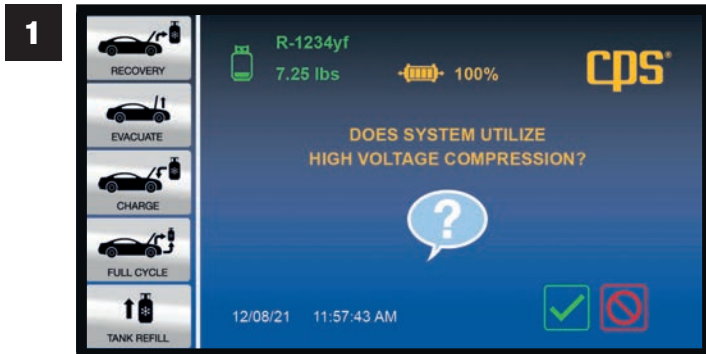 1
RECOVERY
EVACUATE
CHARGE
FULL CYCLE
TANK REFILL
R-1234yf
7.25 lbs
100%
cps®
DOES SYSTEM UTILIZE
HIGH VOLTAGE COMPRESSION?
?
12/08/21 11:57:43 AM